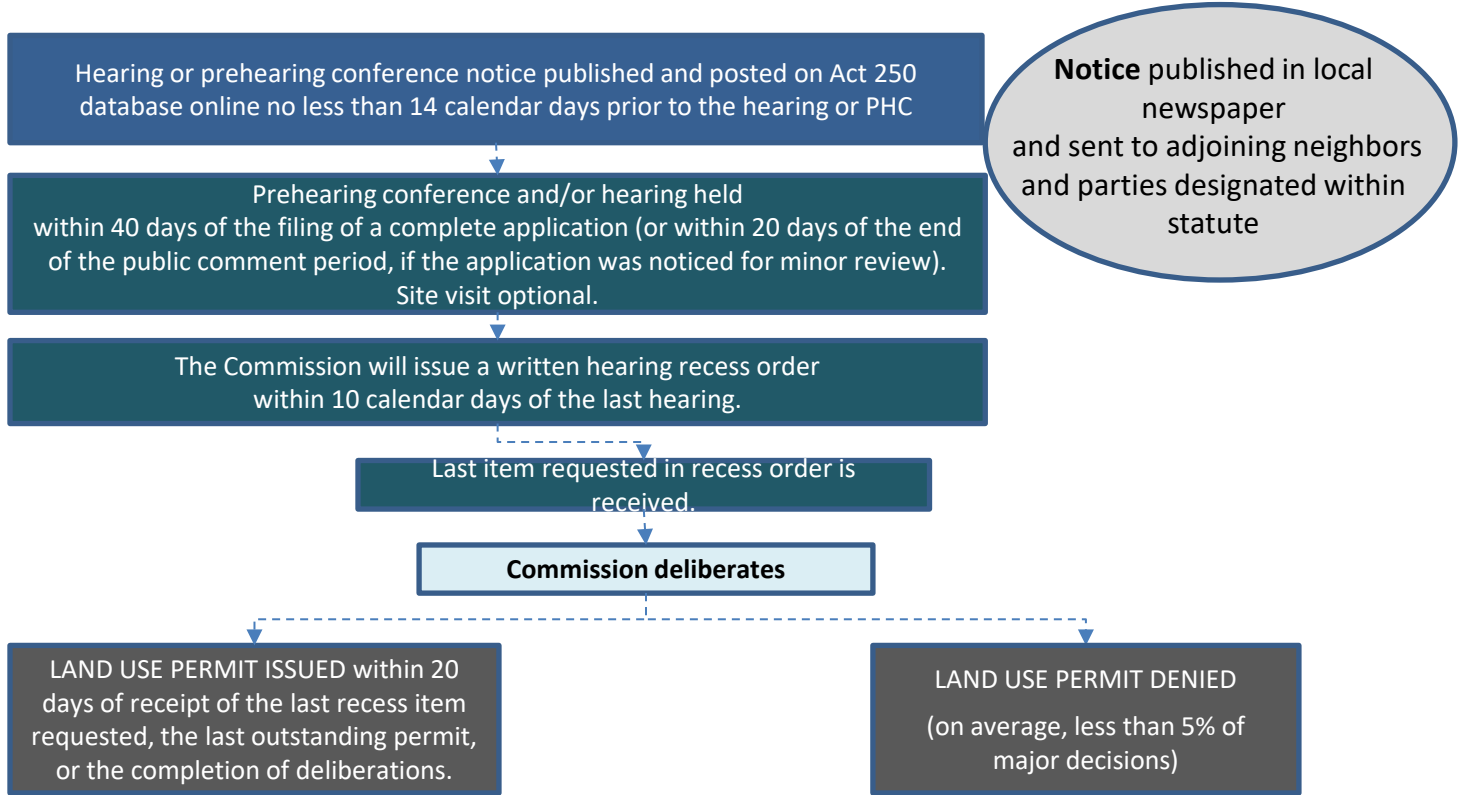 Hearing or prehearing conference notice published and posted on Act 250
database online no less than 14 calendar days prior to the hearing or PHC
Notice published in local
newspaper
and sent to adjoining neighbors
and parties designated within
statute
Prehearing conference and/or hearing held
within 40 days of the filing of a complete application (or within 20 days of the end
of the public comment period, if the application was noticed for minor review).
Site visit optional.
The Commission will issue a written hearing recess order
within 10 calendar days of the last hearing.
Last item requested in recess order is
received.
Commission deliberates
LAND USE PERMIT ISSUED within 20
days of receipt of the last recess item
requested, the last outstanding permit,
or the completion of deliberations.
LAND USE PERMIT DENIED
(on average, less than 5% of
major decisions)